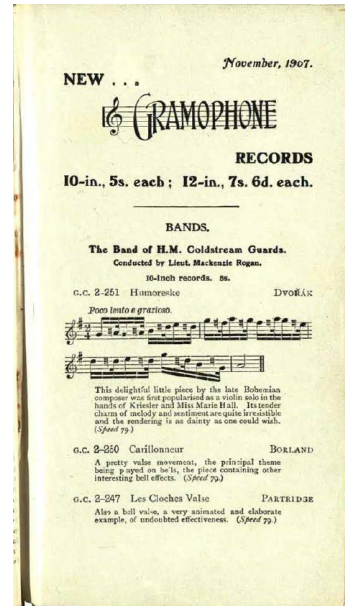 November, 1907.
NEW . . .
GRAMOPHONE
RECORDS
10-in., 5s. each; 12-in., 7s. 6d. each.
BANDS.
The Band of H.M. Coldstream Guards.
Conducted by Lieut. Mackenzie Rogan.
10-inch records. 5s.
G.C. 2-251 Humoreske DVOŘÁK
Poco lento e grazioso.
This delightful little piece by the late Bohemian
composer was first popularised as a violin solo in the
hands of Kriesler and Miss Marie Hall. Its tender
charm of melody and sentiment are quite irresistible
and the rendering is as dainty as one could wish.
(Speed 79.)
G.C. 2-250 Carillonneur BORLAND
A pretty valse movement, the principal theme
being played on bells, the piece containing other
interesting bell effects. (Speed 79.)
G.C. 2-247 Les Cloches Valse PARTRIDGE
Also a bell valse, a very animated and elaborate
example, of undoubted effectiveness. (Speed 79.)